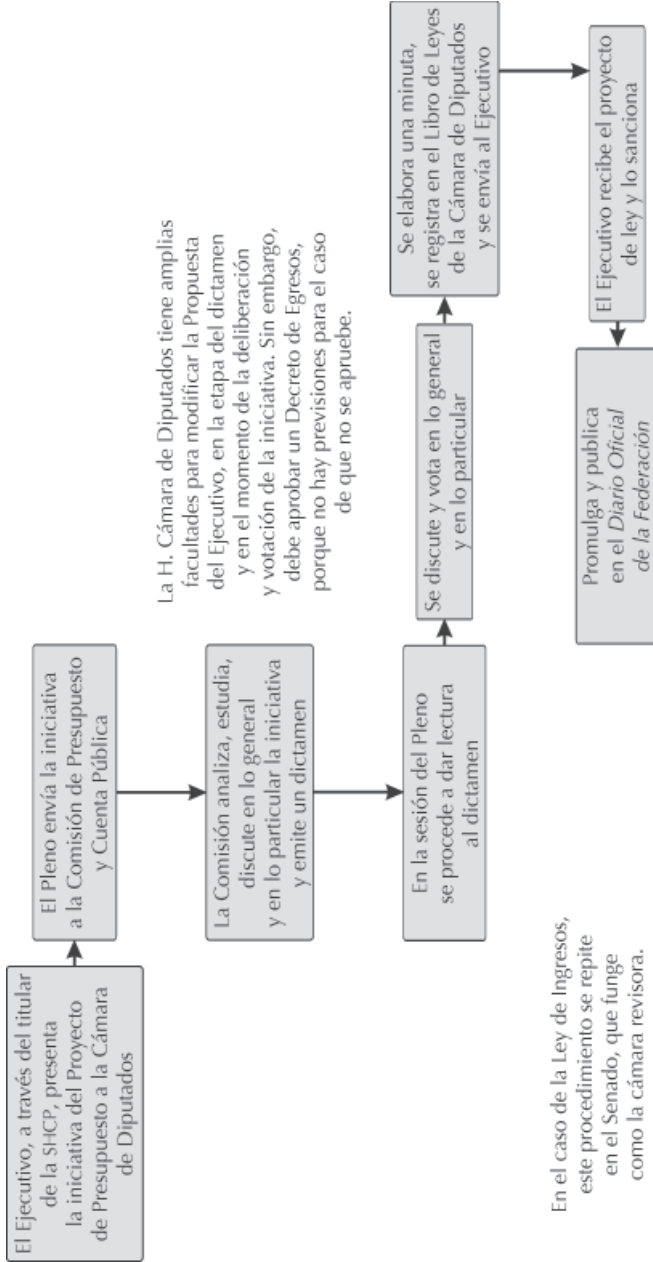 El Ejecutivo, a través del titular
de la SHCP, presenta
la iniciativa del Proyecto
de Presupuesto a la Cámara
de Diputados
El Pleno envía la iniciativa
a la Comisión de Presupuesto
y Cuenta Pública
La Comisión analiza, estudia,
discute en lo general
y en lo particular la iniciativa
y emite un dictamen
En la sesión del Pleno
se procede a dar lectura
al dictamen
Se discute y vota en lo general
y en lo particular
Se elabora una minuta,
se registra en el Libro de Leyes
de la Cámara de Diputados
y se envía al Ejecutivo
El Ejecutivo recibe el proyecto
de ley y lo sanciona
Promulga y publica
en el Diario Oficial
de la Federación
La H. Cámara de Diputados tiene amplias
facultades para modificar la Propuesta
del Ejecutivo, en la etapa del dictamen
y en el momento de la deliberación
y votación de la iniciativa. Sin embargo,
debe aprobar un Decreto de Egresos,
porque no hay previsiones para el caso
de que no se apruebe.
En el caso de la Ley de Ingresos,
este procedimiento se repite
en el Senado, que funge
como la cámara revisora.